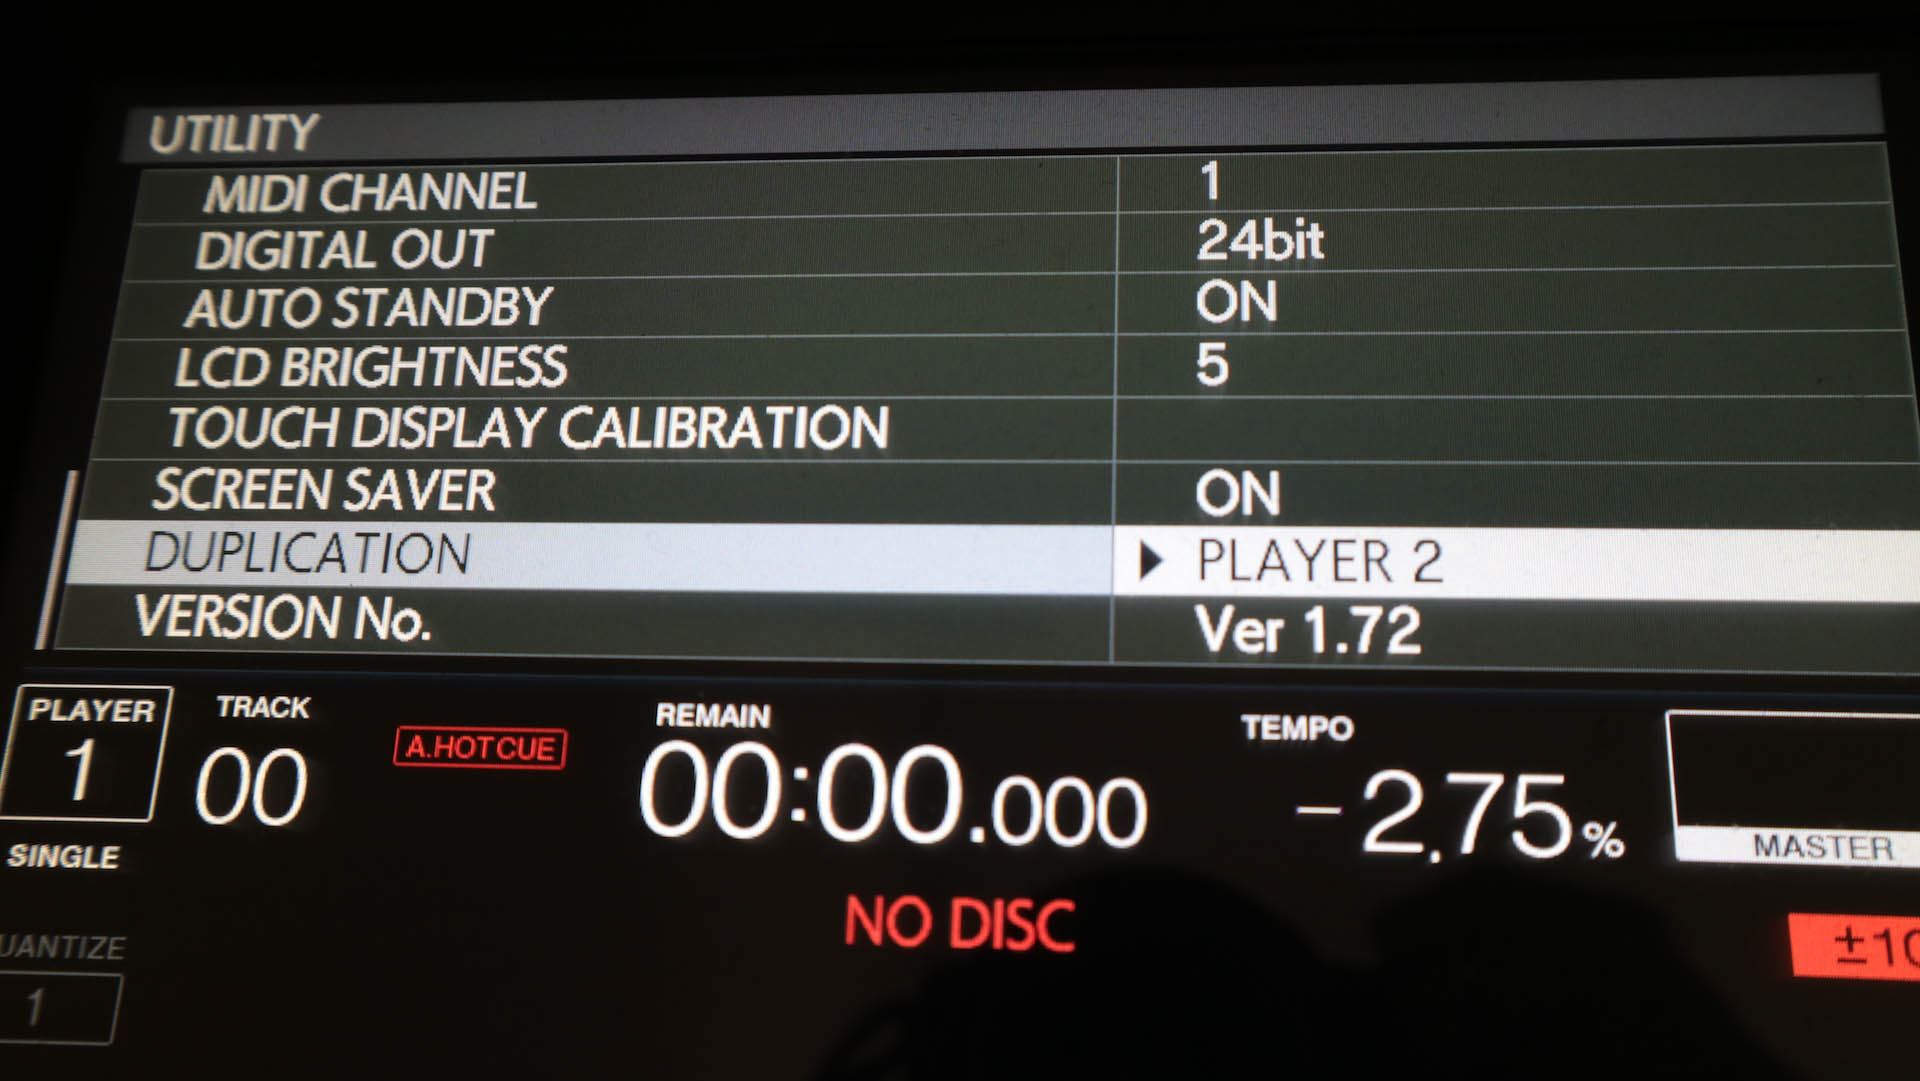 UTILITY
MIDI CHANNEL 1
DIGITAL OUT 24bit
AUTO STANDBY ON
LCD BRIGHTNESS 5
TOUCH DISPLAY CALIBRATION
SCREEN SAVER ON
DUPLICATION ▶ PLAYER 2
VERSION No. Ver 1.72
PLAYER TRACK REMAIN TEMPO
1 00 A.HOT CUE 00:00.000 -2.75%
SINGLE MASTER
NO DISC
UANTIZE ±10
1